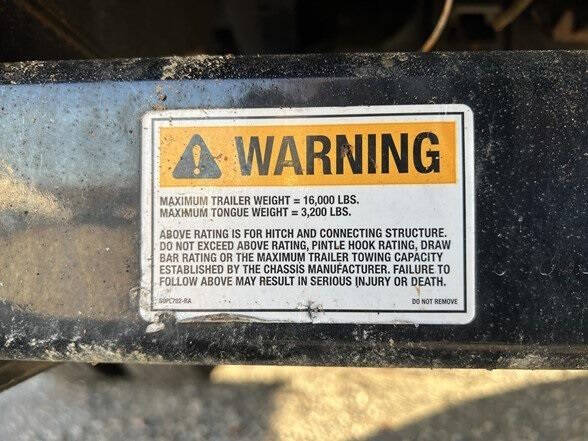 WARNING
MAXIMUM TRAILER WEIGHT = 16,000 LBS.
MAXIMUM TONGUE WEIGHT = 3,200 LBS.
ABOVE RATING IS FOR HITCH AND CONNECTING STRUCTURE.
DO NOT EXCEED ABOVE RATING, PINTLE HOOK RATING, DRAW
BAR RATING OR THE MAXIMUM TRAILER TOWING CAPACITY
ESTABLISHED BY THE CHASSIS MANUFACTURER. FAILURE TO
FOLLOW ABOVE MAY RESULT IN SERIOUS INJURY OR DEATH.
DO NOT REMOVE